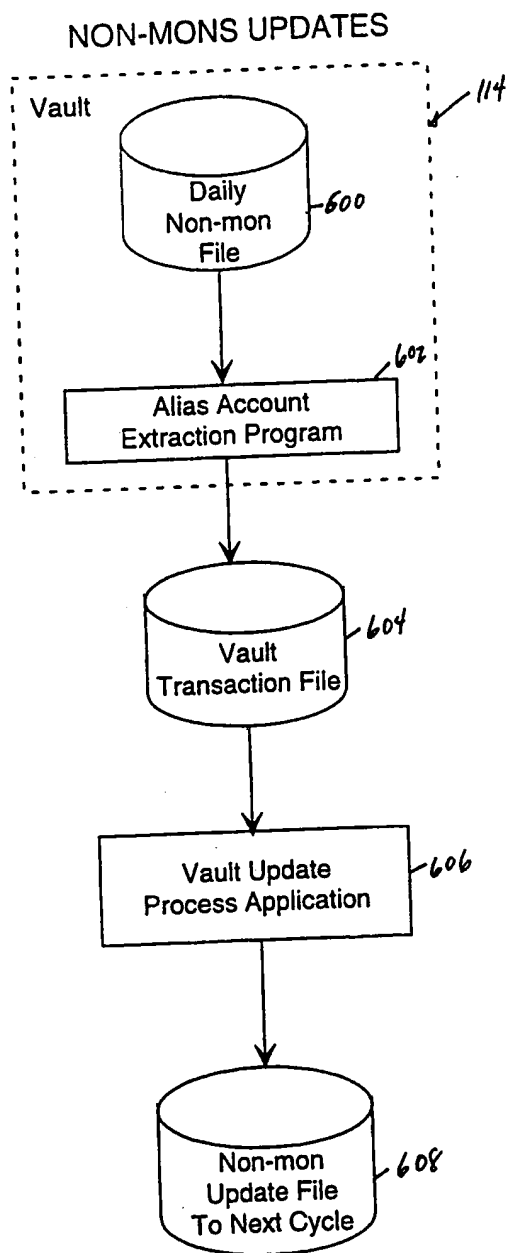 NON-MONS UPDATES
114
Vault
Daily
Non-mon
File
600
602
Alias Account
Extraction Program
Vault
Transaction File
604
Vault Update
Process Application
606
Non-mon
Update File
To Next Cycle
608